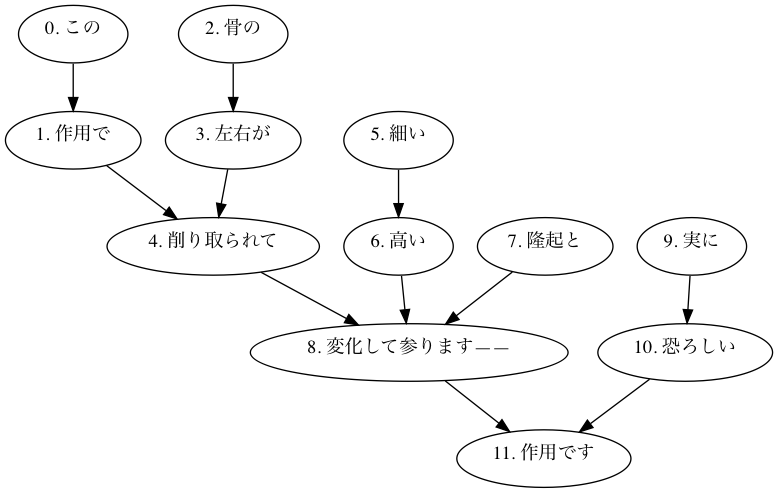 0. この
2. 骨の
1. 作用で
3. 左右が
5. 細い
4. 削り取られて
6. 高い
7. 隆起と
9. 実に
8. 変化して参ります——
10. 恐ろしい
11. 作用です